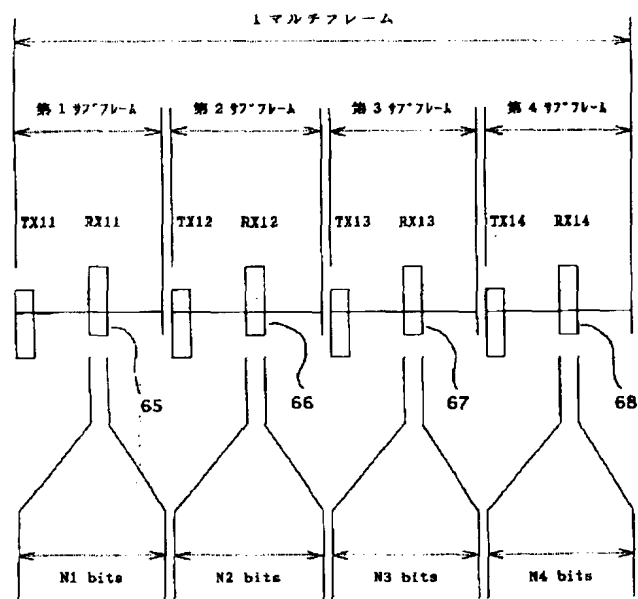 1 マルチフレーム
第1サブフレーム 第2サブフレーム 第3サブフレーム 第4サブフレーム
TX11 RX11 TX12 RX12 TX13 RX13 TX14 RX14
65 66 67 68
N1 bits N2 bits N3 bits N4 bits